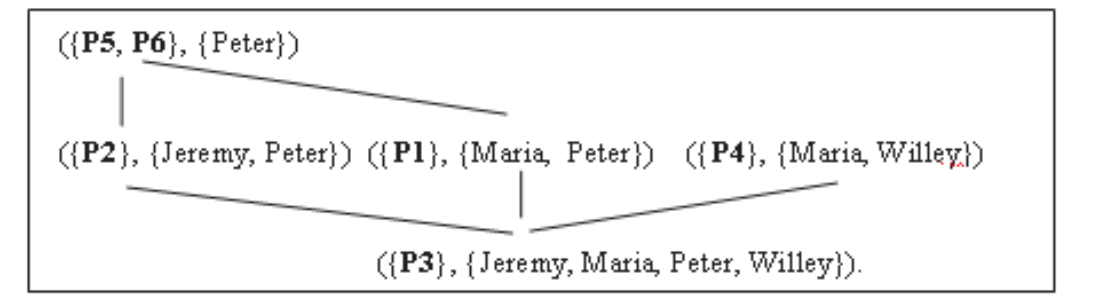 ({P5, P6}, {Peter})
({P2}, {Jeremy, Peter}) ({P1}, {Maria, Peter}) ({P4}, {Maria, Willey})
({P3}, {Jeremy, Maria, Peter, Willey}).